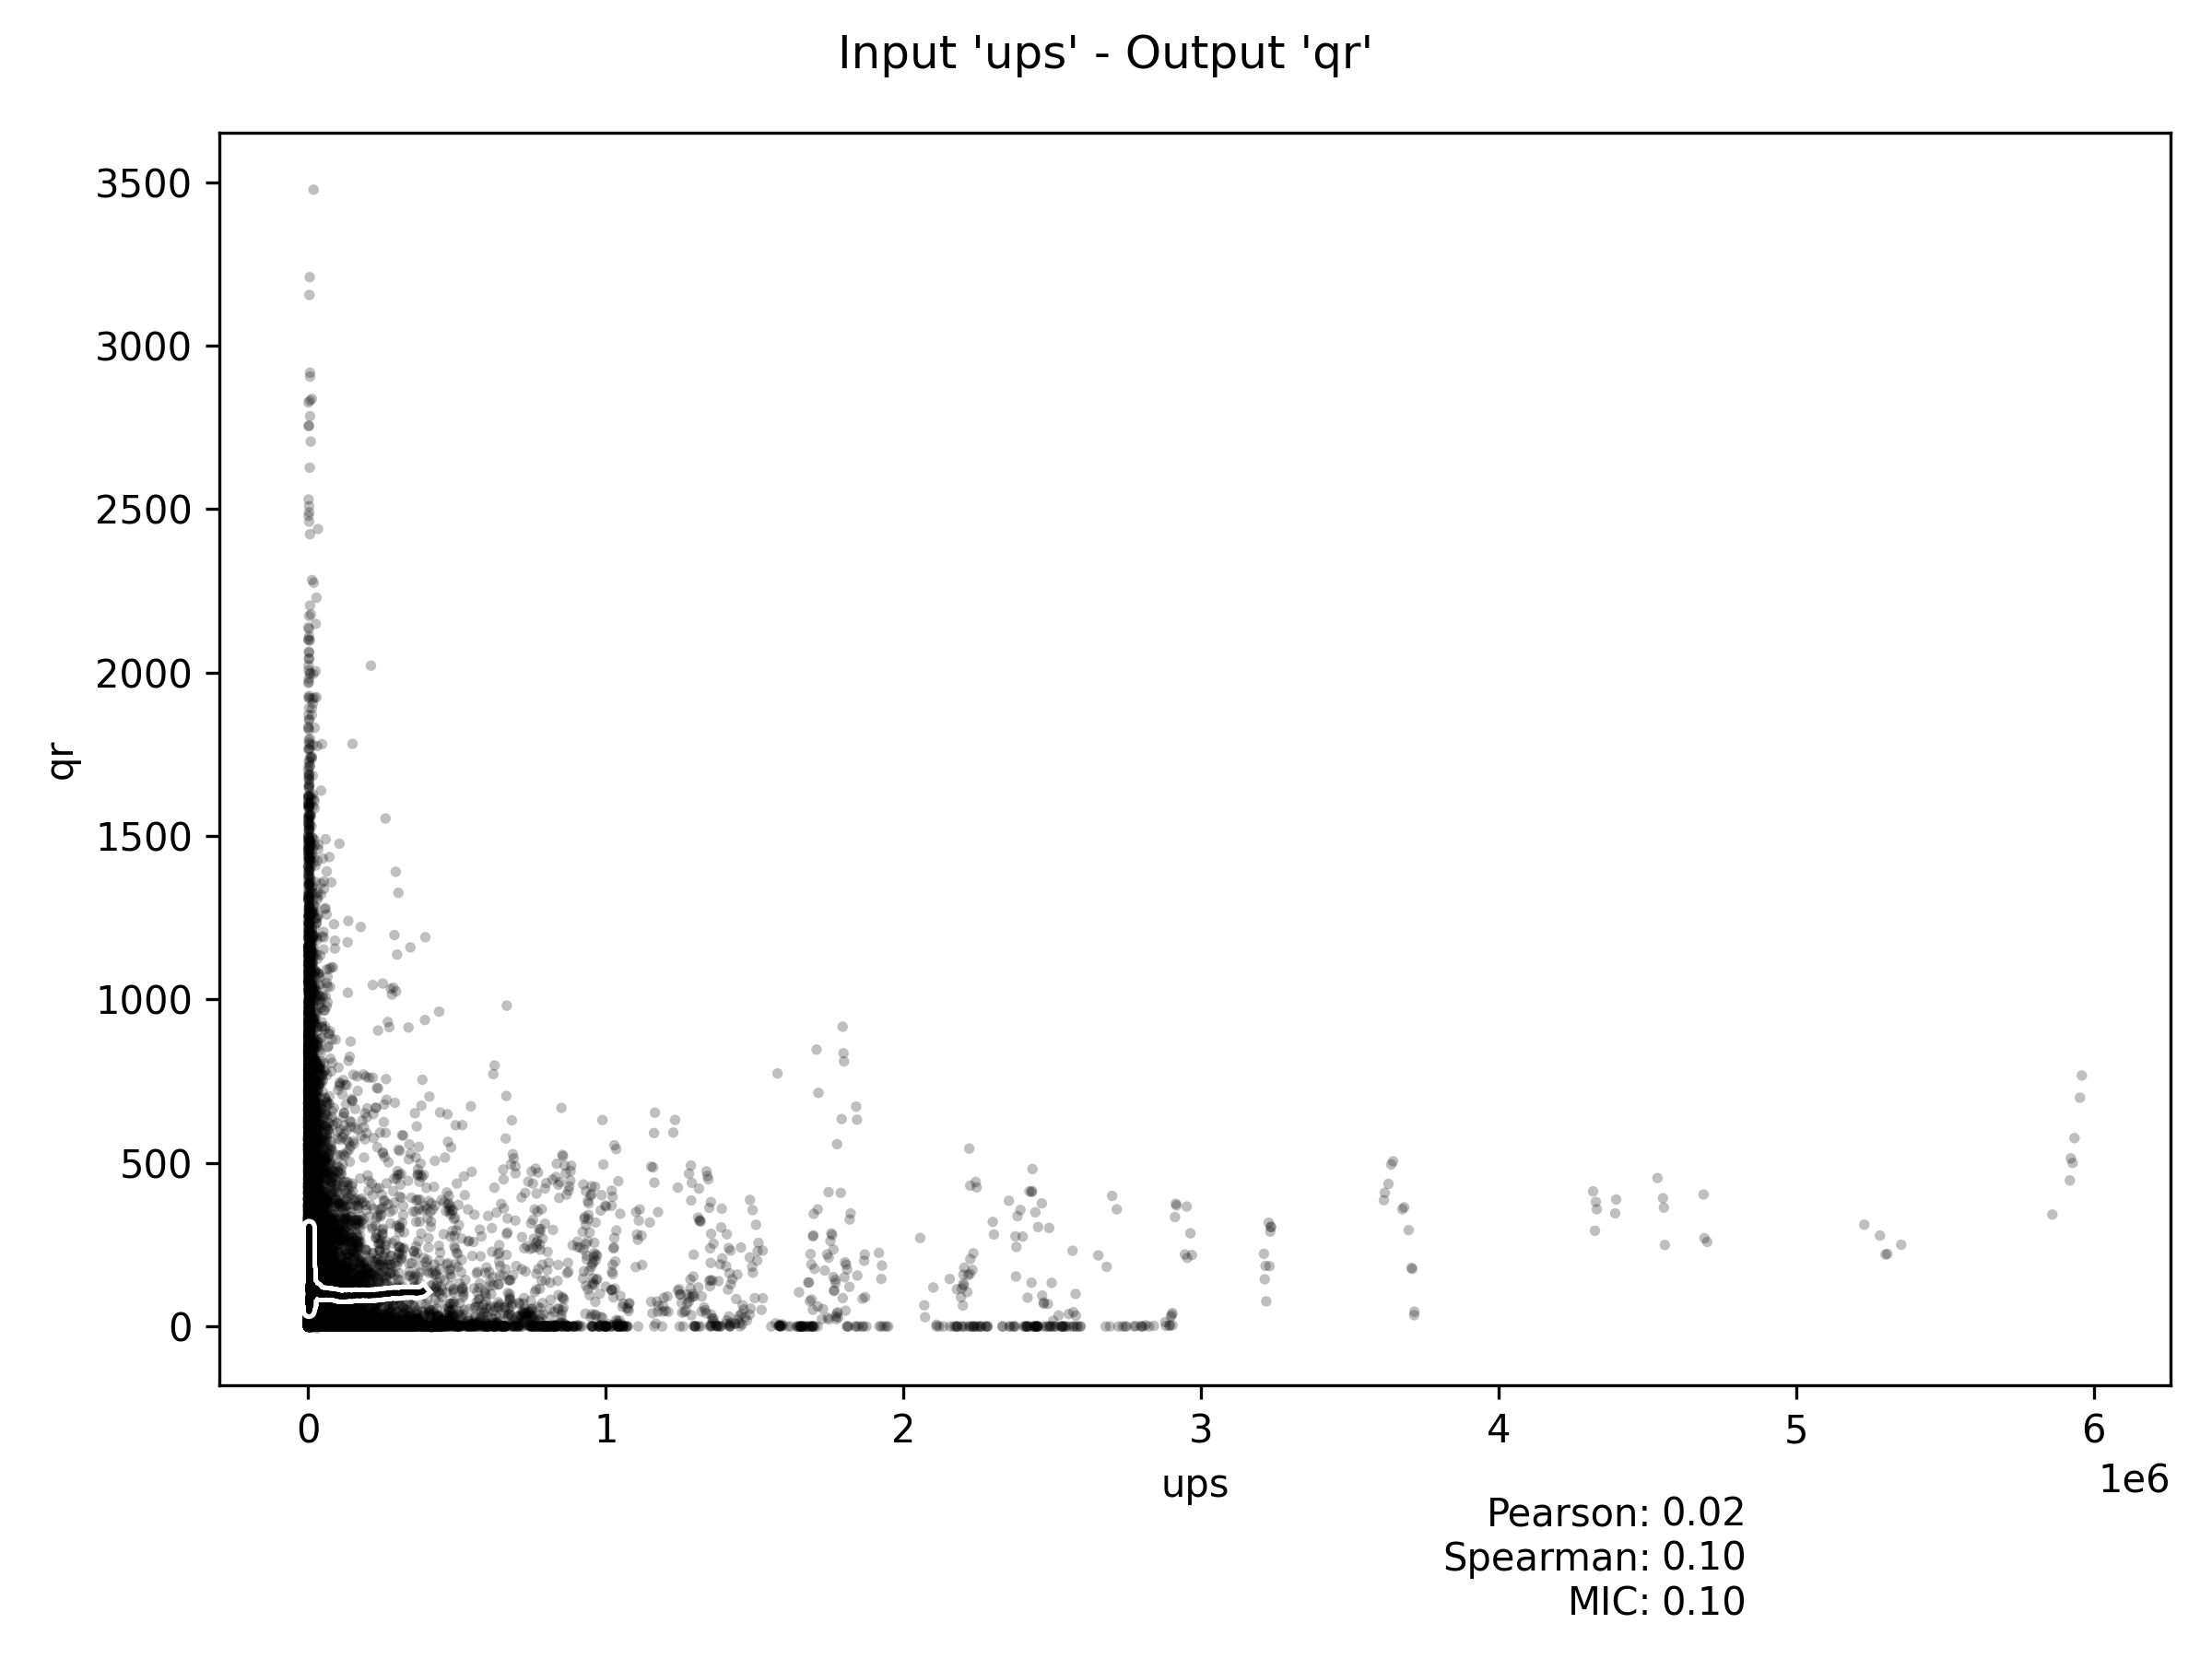 Input 'ups' - Output 'qr'
3500
3000
2500
2000
1500
1000
500
0
qr
0 1 2 3 4 5 6
ups
1e6
Pearson: 0.02
Spearman: 0.10
MIC: 0.10